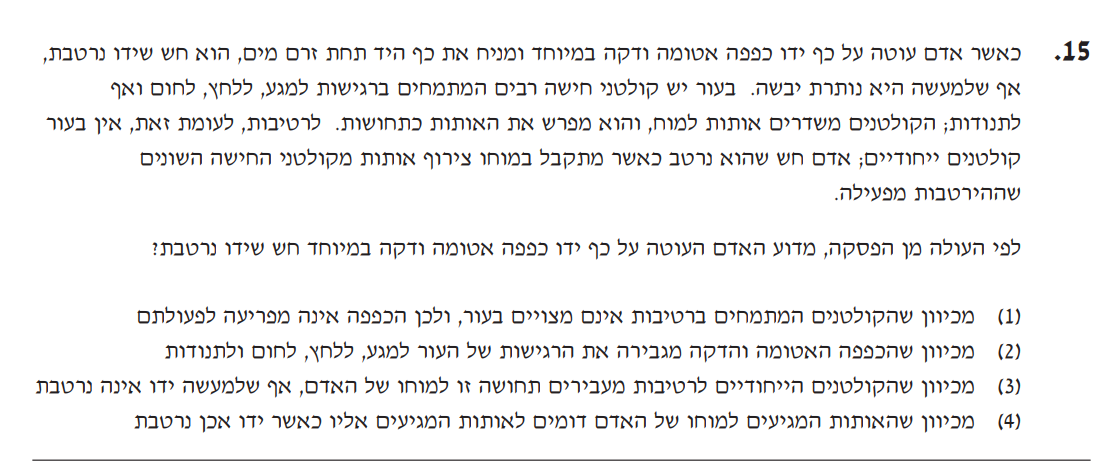 15. כאשר אדם עוטה על כף ידו כפפה אטומה ודקה במיוחד ומניח את כף היד תחת זרם מים, הוא חש שידו נרטבת,
אף שלמעשה היא נותרת יבשה. בעור יש קולטני חישה רבים המתמחים ברגישות למגע, ללחץ, לחום ואף
לתנודות; הקולטנים משדרים אותות למוח, והוא מפרש את האותות כתחושות. לרטיבות, לעומת זאת, אין בעור
קולטנים ייחודיים; אדם חש שהוא נרטב כאשר מתקבל במוחו צירוף אותות מקולטני החישה השונים
שההירטבות מפעילה.
לפי העולה מן הפסקה, מדוע האדם העוטה על כף ידו כפפה אטומה ודקה במיוחד חש שידו נרטבת?
(1) מכיוון שהקולטנים המתמחים ברטיבות אינם מצויים בעור, ולכן הכפפה אינה מפריעה לפעולתם
(2) מכיוון שהכפפה האטומה והדקה מגבירה את הרגישות של העור למגע, ללחץ, לחום ולתנודות
(3) מכיוון שהקולטנים הייחודיים לרטיבות מעבירים תחושה זו למוחו של האדם, אף שלמעשה ידו אינה נרטבת
(4) מכיוון שהאותות המגיעים למוחו של האדם דומים לאותות המגיעים אליו כאשר ידו אכן נרטבת